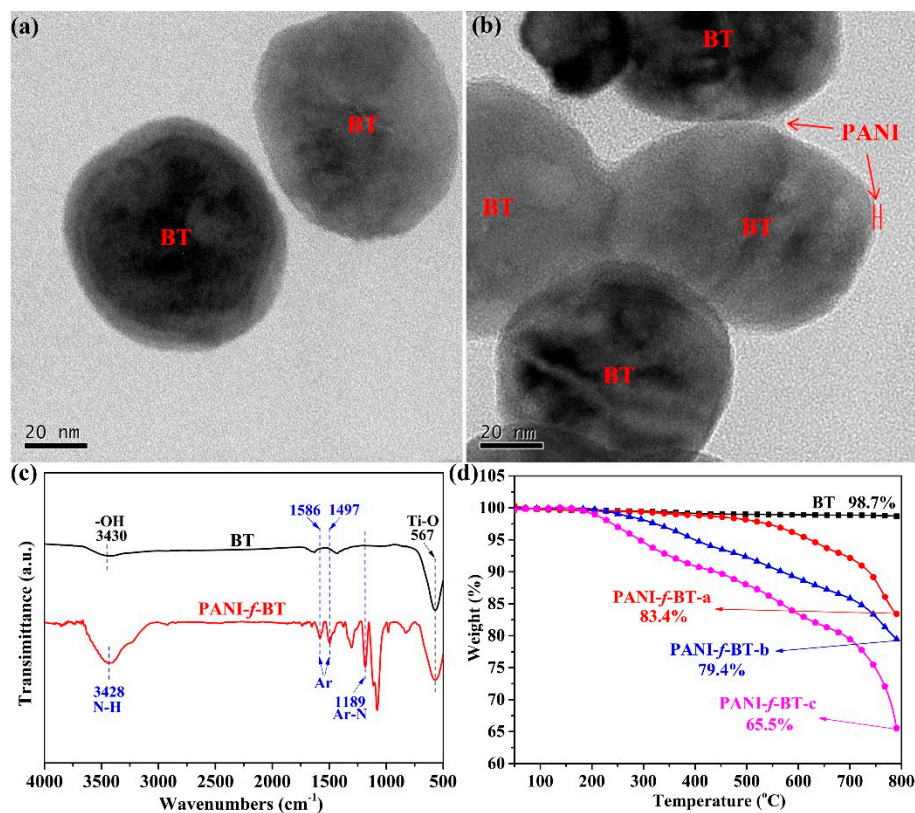 (a)
BT
BT
20 nm
(b)
BT
PANI
BT
BT
BT
20 nm
(c)
1586
1497
-OH
3430
BT
Ti-O
567
PANI-f-BT
3428
N-H
Ar
1189
Ar-N
Transimittancc (a.u.)
4000 3500 3000 2500 2000 1500 1000 500
Wavenumbers (cm⁻¹)
(d)
105
100
95
90
85
80
75
70
65
60
BT 98.7%
PANI-f-BT-a
83.4%
PANI-f-BT-b
79.4%
PANI-f-BT-c
65.5%
Weight (%)
100 200 300 400 500 600 700 800
Temperature (°C)